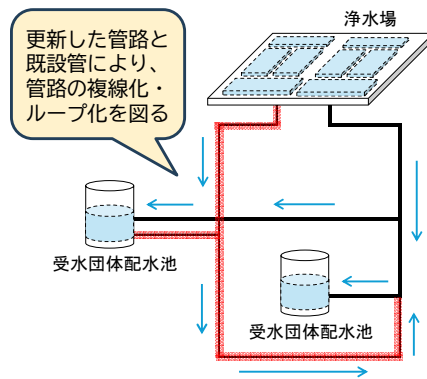 浄水場
更新した管路と
既設管により、
管路の複線化・
ループ化を図る
受水団体配水池
受水団体配水池